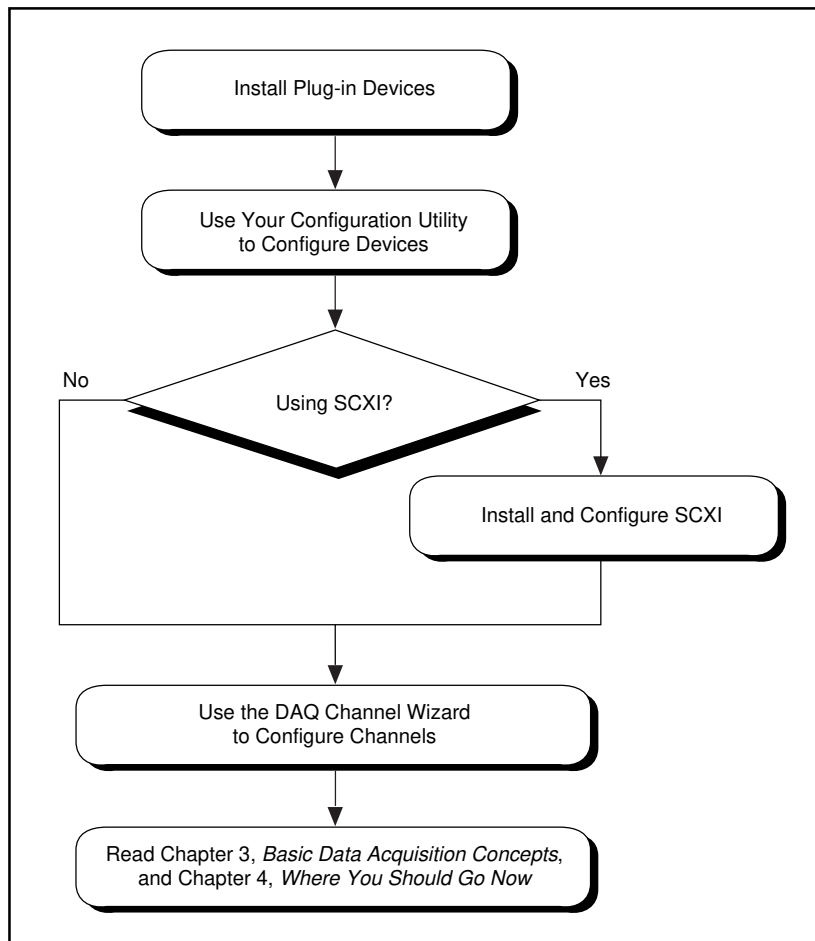 Install Plug-in Devices
Use Your Configuration Utility
to Configure Devices
No
Yes
Using SCXI?
Install and Configure SCXI
Use the DAQ Channel Wizard
to Configure Channels
Read Chapter 3, Basic Data Acquisition Concepts,
and Chapter 4, Where You Should Go Now